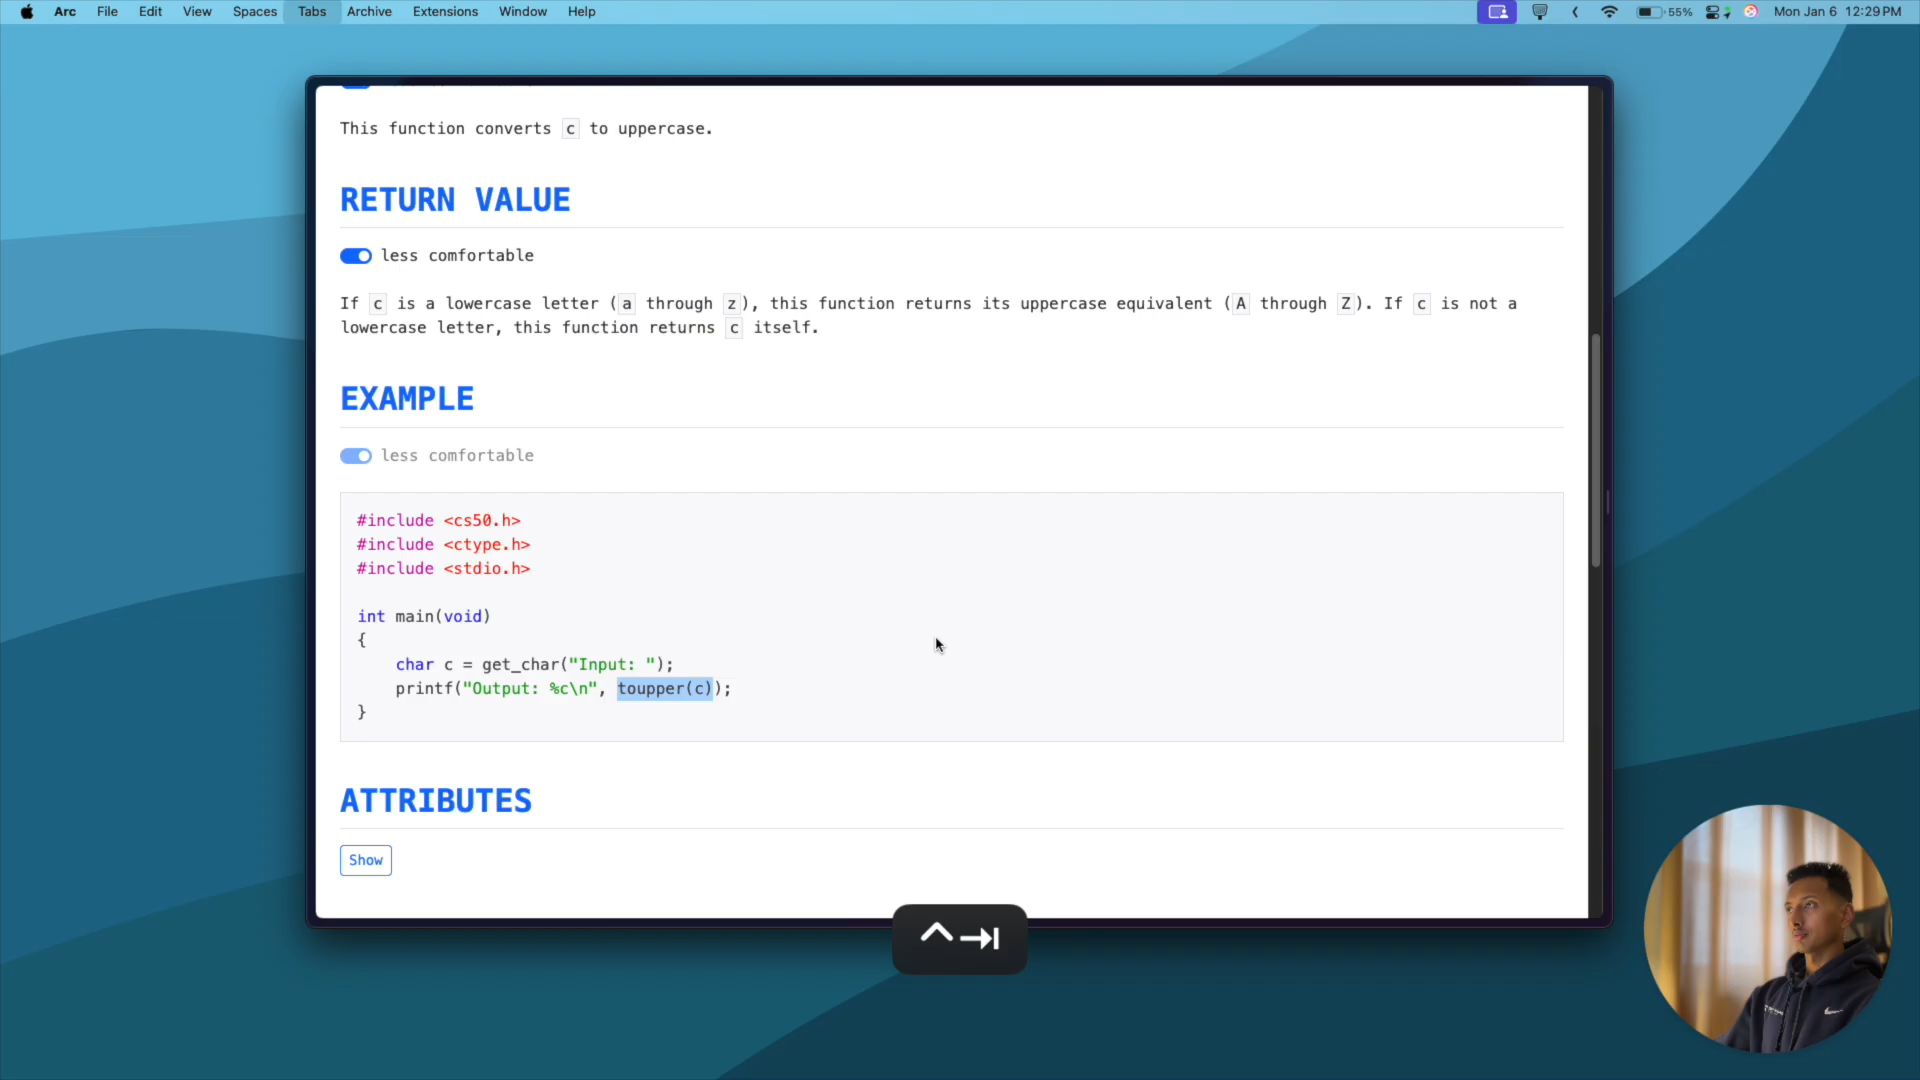 Arc File Edit View Spaces Tabs Archive Extensions Window Help 55% Mon Jan 6 12:29 PM
This function converts c to uppercase.
RETURN VALUE
less comfortable
If c is a lowercase letter (a through z), this function returns its uppercase equivalent (A through Z). If c is not a
lowercase letter, this function returns c itself.
EXAMPLE
less comfortable
#include <cs50.h>
#include <ctype.h>
#include <stdio.h>
int main(void)
{
    char c = get_char("Input: ");
    printf("Output: %c\n", toupper(c));
}
ATTRIBUTES
Show